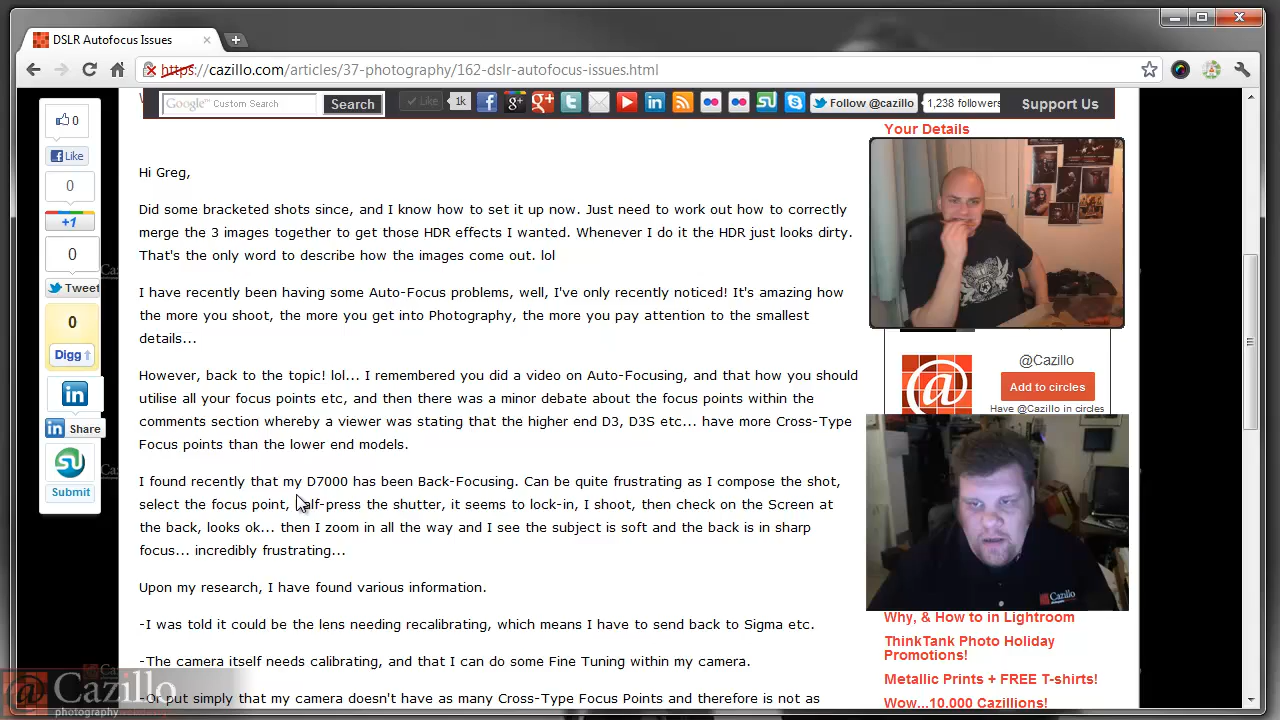 DSLR Autofocus Issues
https://cazillo.com/articles/37-photography/162-dslr-autofocus-issues.html
Google™ Custom Search
Search
Like
1k
Follow @cazillo
1,238 followers
Support Us
Your Details
0
Like
0
+1
0
Tweet
0
Digg
Share
Submit
Hi Greg,
Did some bracketed shots since, and I know how to set it up now. Just need to work out how to correctly
merge the 3 images together to get those HDR effects I wanted. Whenever I do it the HDR just looks dirty.
That's the only word to describe how the images come out. lol
I have recently been having some Auto-Focus problems, well, I've only recently noticed! It's amazing how
the more you shoot, the more you get into Photography, the more you pay attention to the smallest
details...
However, back to the topic! lol... I remembered you did a video on Auto-Focusing, and that how you should
utilise all your focus points etc, and then there was a minor debate about the focus points within the
comments section whereby a viewer was stating that the higher end D3, D3S etc... have more Cross-Type
Focus points than the lower end models.
I found recently that my D7000 has been Back-Focusing. Can be quite frustrating as I compose the shot,
select the focus point, half-press the shutter, it seems to lock-in, I shoot, then check on the Screen at
the back, looks ok... then I zoom in all the way and I see the subject is soft and the back is in sharp
focus... incredibly frustrating...
Upon my research, I have found various information.
-I was told it could be the lens needing recalibrating, which means I have to send back to Sigma etc.
-The camera itself needs calibrating, and that I can do some Fine Tuning within my camera.
-Or put simply that my camera doesn't have as many Cross-Type Focus Points and therefore is not as
@Cazillo
Add to circles
Have @Cazillo in circles
Cazillo
Why, & How to in Lightroom
ThinkTank Photo Holiday
Promotions!
Metallic Prints + FREE T-shirts!
Wow...10,000 Cazillions!
@ Cazillo
photography